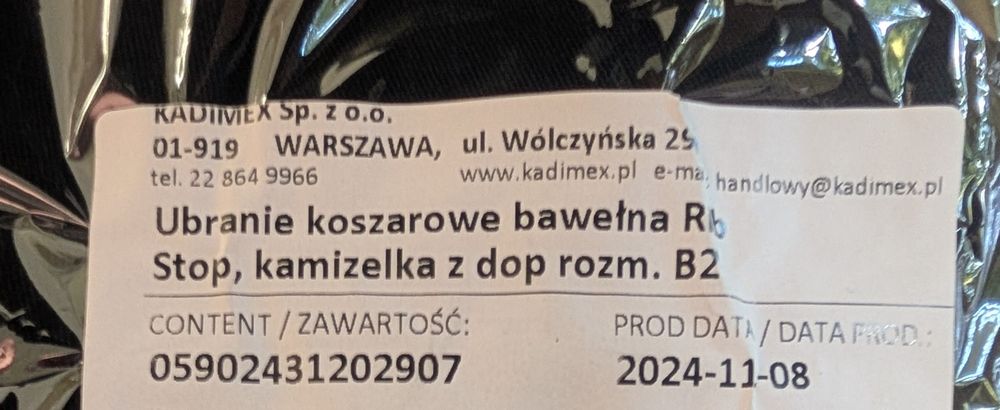 KADIMEX Sp. z o.o.
01-919 WARSZAWA, ul. Wólczyńska 29
tel. 22 864 9966 www.kadimex.pl e-ma handlowy@kadimex.pl
Ubranie koszarowe bawełna
Stop, kamizelka z dop rozm. B2
CONTENT / ZAWARTOŚĆ: PROD DATA / DATA PROD.:
05902431202907 2024-11-08